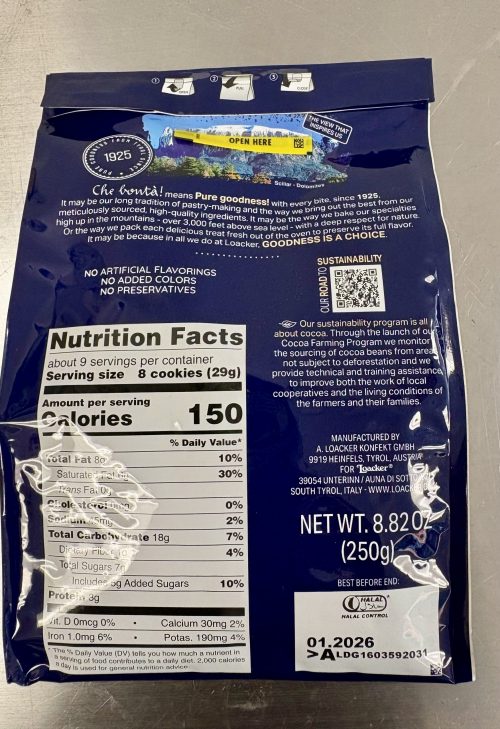 1 OPEN
2 PULL
3 CLOSE
THE VIEW THAT
INSPIRES US
OPEN HERE
1925
Sciliar - Dolomites
Che bontà! means Pure goodness! with every bite, since 1925.
It may be our long tradition of pastry-making and the way we bring out the best from our
meticulously sourced, high-quality ingredients. It may be the way we bake our specialties
high up in the mountains - over 3,000 feet above sea level - with a deep respect for nature.
Or the way we pack each delicious treat fresh out of the oven to preserve its full flavor.
It may be because in all we do at Loacker, GOODNESS IS A CHOICE.
NO ARTIFICIAL FLAVORINGS
NO ADDED COLORS
NO PRESERVATIVES
OUR ROAD TO
SUSTAINABILITY
Our sustainability program is all
about cocoa. Through the launch of our
Cocoa Farming Program we monitor
the sourcing of cocoa beans from areas
not subject to deforestation and we
provide technical and training assistance,
to improve both the work of local
cooperatives and the living conditions of
the farmers and their families.
Nutrition Facts
about 9 servings per container
Serving size 8 cookies (29g)
Amount per serving
Calories 150
% Daily Value*
Total Fat 8g 10%
Saturated Fat 30%
Trans Fat 0g
Cholesterol 0%
Sodium 45mg 2%
Total Carbohydrate 18g 7%
Dietary Fiber 4%
Total Sugars 7g
Includes 5g Added Sugars 10%
Protein 3g
Vit. D 0mcg 0% • Calcium 30mg 2%
Iron 1.0mg 6% • Potas. 190mg 4%
* The % Daily Value (DV) tells you how much a nutrient in
a serving of food contributes to a daily diet. 2,000 calories
a day is used for general nutrition advice.
MANUFACTURED BY
A. LOACKER KONFEKT GMBH
9919 HEINFELS, TYROL, AUSTRIA
FOR Loacker®
39054 UNTERINN / AUNA DI SOTTO
SOUTH TYROL, ITALY - WWW.LOACK
NET WT. 8.82 OZ
(250g)
BEST BEFORE END:
HALAL
حلال
HALAL CONTROL
01.2026
>ALDG1603592031